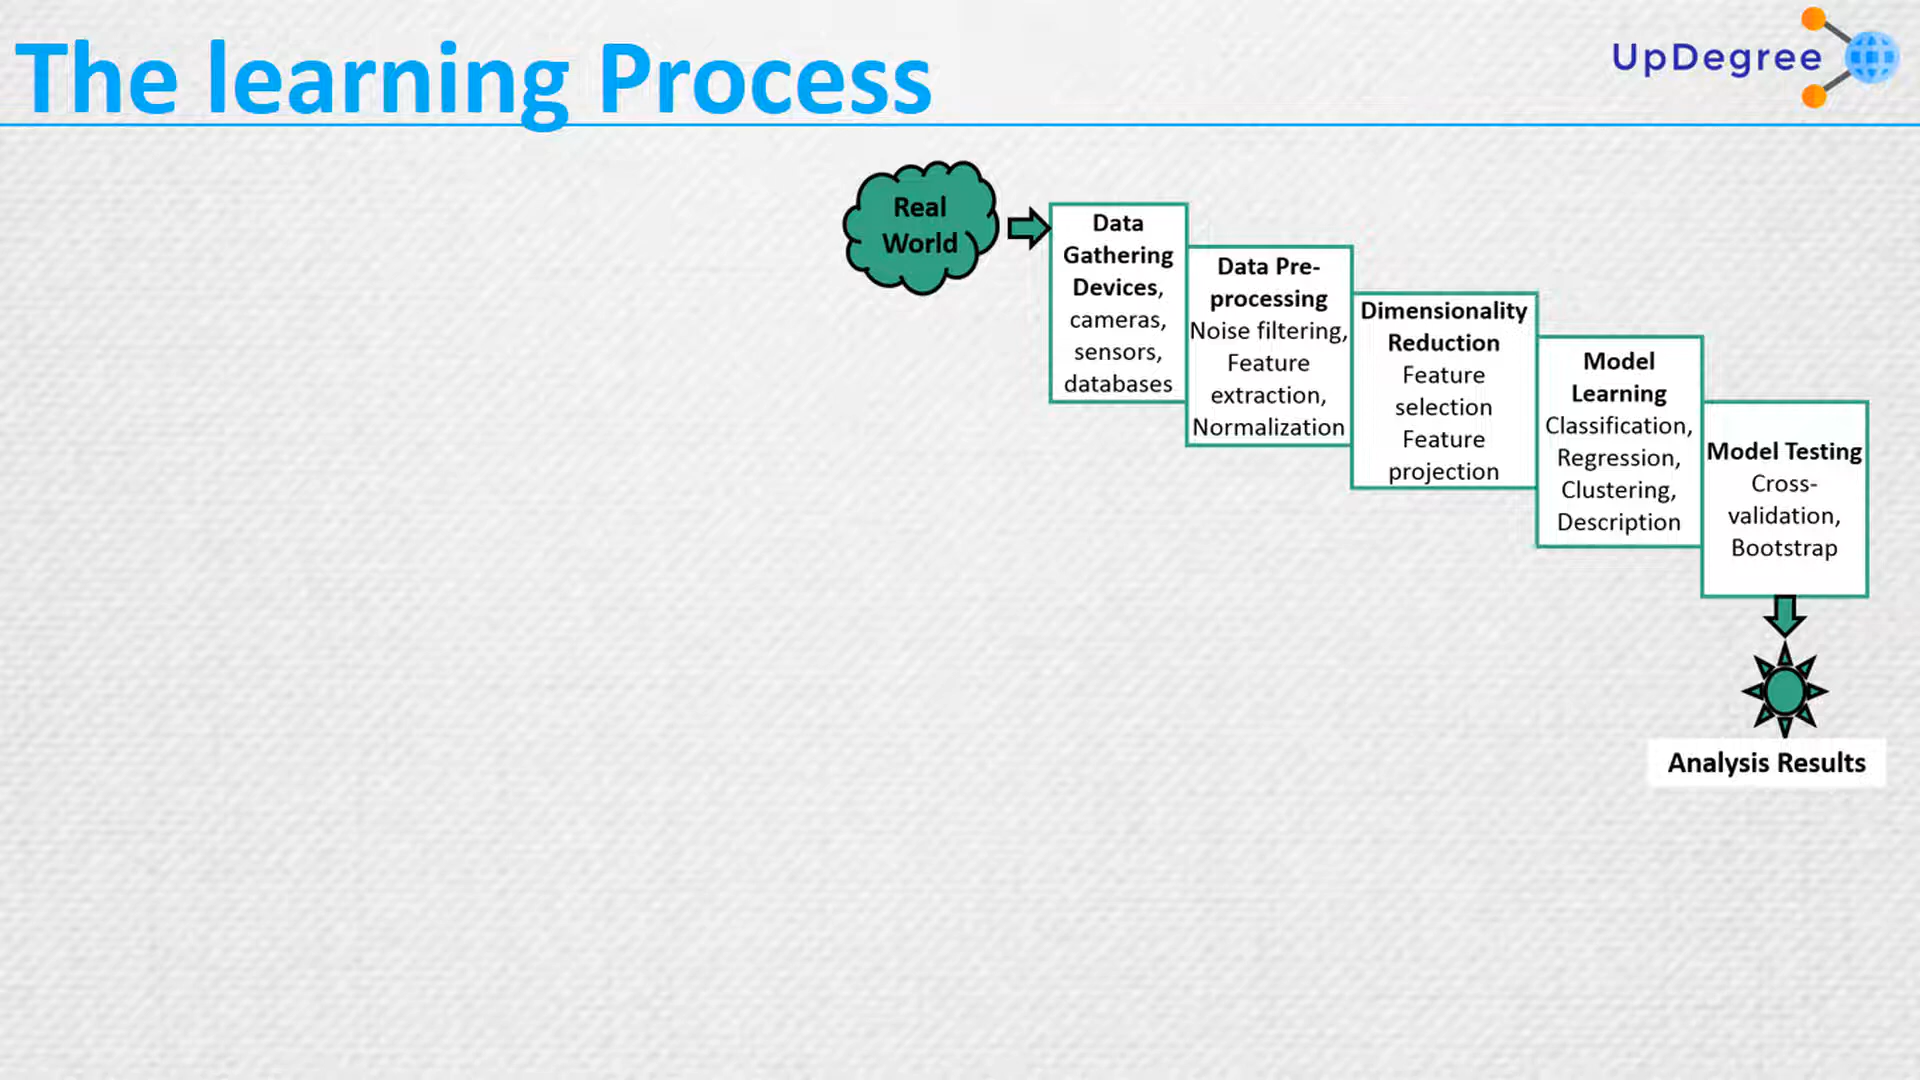 The learning Process
UpDegree
Real
World
Data
Gathering
Devices,
cameras,
sensors,
databases
Data Pre-
processing
Noise filtering,
Feature
extraction,
Normalization
Dimensionality
Reduction
Feature
selection
Feature
projection
Model
Learning
Classification,
Regression,
Clustering,
Description
Model Testing
Cross-
validation,
Bootstrap
Analysis Results